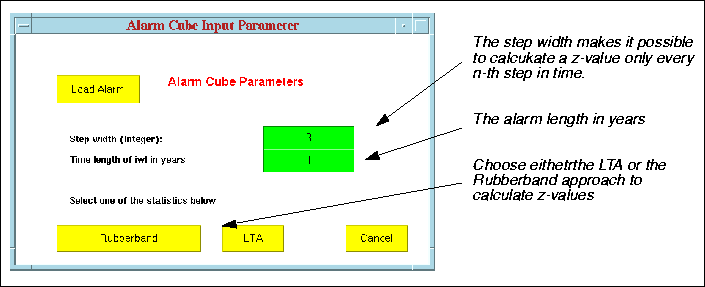 Alarm Cube Input Parameter
Load Alarm
Alarm Cube Parameters
Step width (integer):
3
Time length of iwl in years
1
Select one of the statistics below
Rubberband
LTA
Cancel
The step width makes it possible
to calcukate a z-value only every
n-th step in time.
The alarm length in years
Choose eithetrthe LTA or the
Rubberband approach to
calculate z-values